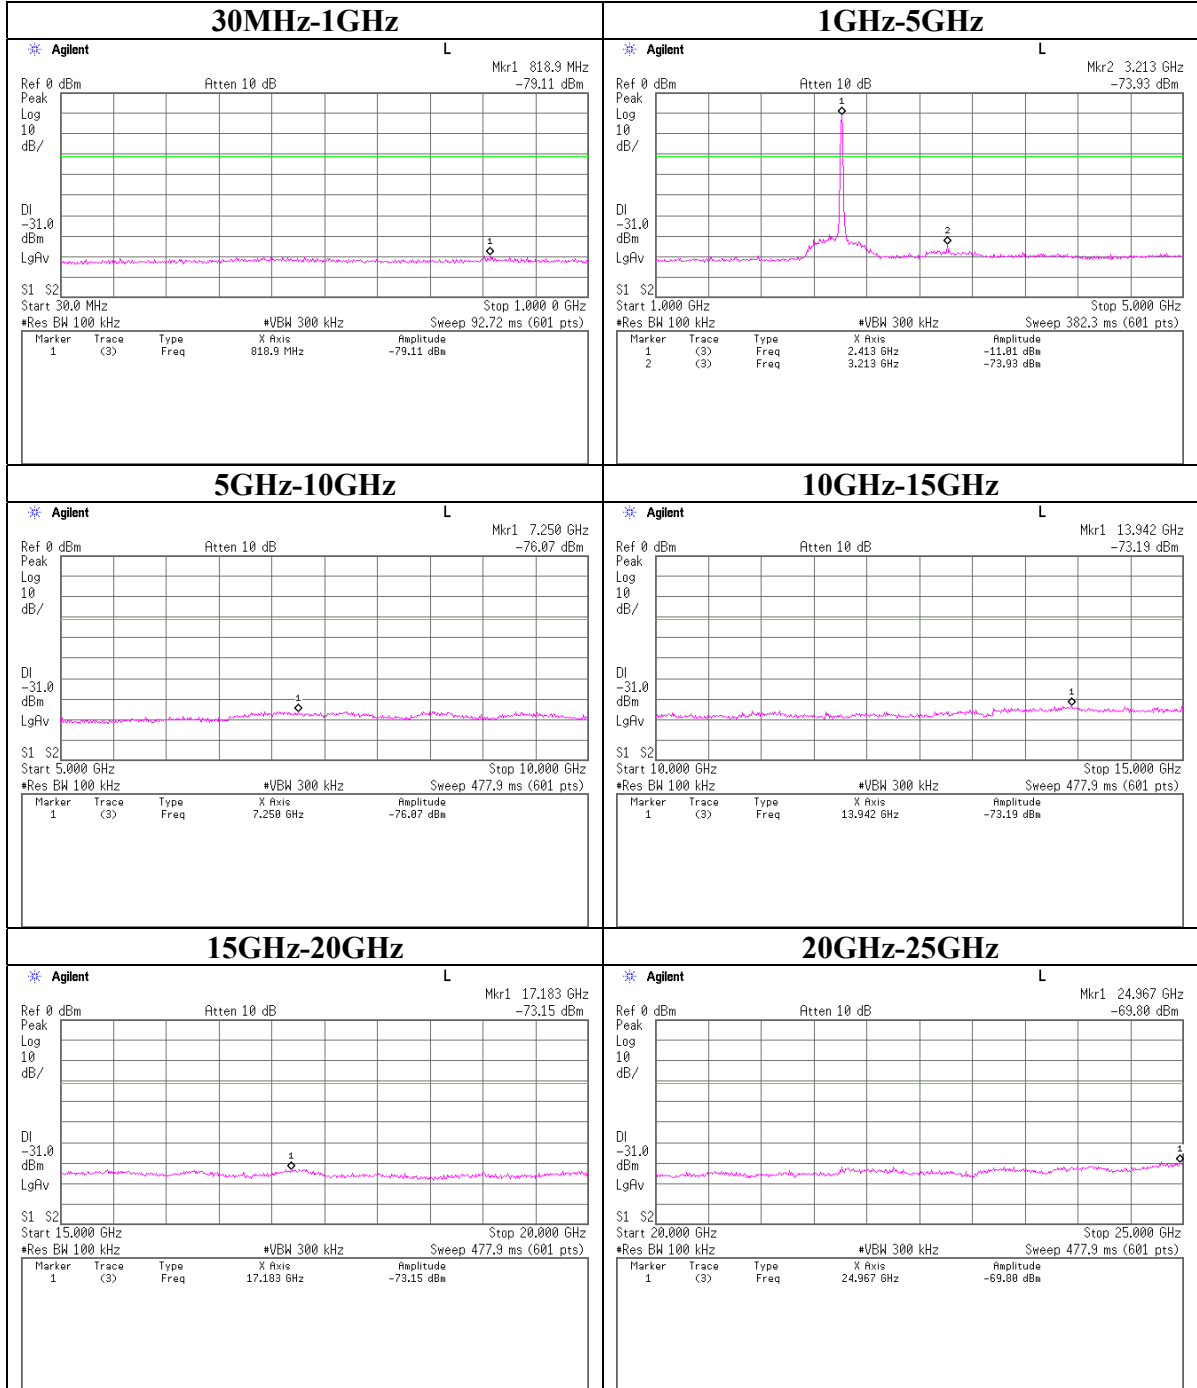 30MHz-1GHz
Agilent
L
Mkr1 818.9 MHz
Ref 0 dBm Atten 10 dB -79.11 dBm
Peak
Log
10
dB/
1
DI
-31.0
dBm
LgAv
S1 S2
Start 30.0 MHz Stop 1.000 0 GHz
#Res BW 100 kHz #VBW 300 kHz Sweep 92.72 ms (601 pts)
Marker Trace Type X Axis Amplitude
1 (3) Freq 818.9 MHz -79.11 dBm
1GHz-5GHz
Agilent
L
Mkr2 3.213 GHz
Ref 0 dBm Atten 10 dB -73.93 dBm
Peak
Log
10
dB/
1
2
DI
-31.0
dBm
LgAv
S1 S2
Start 1.000 GHz Stop 5.000 GHz
#Res BW 100 kHz #VBW 300 kHz Sweep 382.3 ms (601 pts)
Marker Trace Type X Axis Amplitude
1 (3) Freq 2.413 GHz -11.01 dBm
2 (3) Freq 3.213 GHz -73.93 dBm
5GHz-10GHz
Agilent
L
Mkr1 7.250 GHz
Ref 0 dBm Atten 10 dB -76.07 dBm
Peak
Log
10
dB/
1
DI
-31.0
dBm
LgAv
S1 S2
Start 5.000 GHz Stop 10.000 GHz
#Res BW 100 kHz #VBW 300 kHz Sweep 477.9 ms (601 pts)
Marker Trace Type X Axis Amplitude
1 (3) Freq 7.250 GHz -76.07 dBm
10GHz-15GHz
Agilent
L
Mkr1 13.942 GHz
Ref 0 dBm Atten 10 dB -73.19 dBm
Peak
Log
10
dB/
1
DI
-31.0
dBm
LgAv
S1 S2
Start 10.000 GHz Stop 15.000 GHz
#Res BW 100 kHz #VBW 300 kHz Sweep 477.9 ms (601 pts)
Marker Trace Type X Axis Amplitude
1 (3) Freq 13.942 GHz -73.19 dBm
15GHz-20GHz
Agilent
L
Mkr1 17.183 GHz
Ref 0 dBm Atten 10 dB -73.15 dBm
Peak
Log
10
dB/
1
DI
-31.0
dBm
LgAv
S1 S2
Start 15.000 GHz Stop 20.000 GHz
#Res BW 100 kHz #VBW 300 kHz Sweep 477.9 ms (601 pts)
Marker Trace Type X Axis Amplitude
1 (3) Freq 17.183 GHz -73.15 dBm
20GHz-25GHz
Agilent
L
Mkr1 24.967 GHz
Ref 0 dBm Atten 10 dB -69.80 dBm
Peak
Log
10
dB/
1
DI
-31.0
dBm
LgAv
S1 S2
Start 20.000 GHz Stop 25.000 GHz
#Res BW 100 kHz #VBW 300 kHz Sweep 477.9 ms (601 pts)
Marker Trace Type X Axis Amplitude
1 (3) Freq 24.967 GHz -69.80 dBm